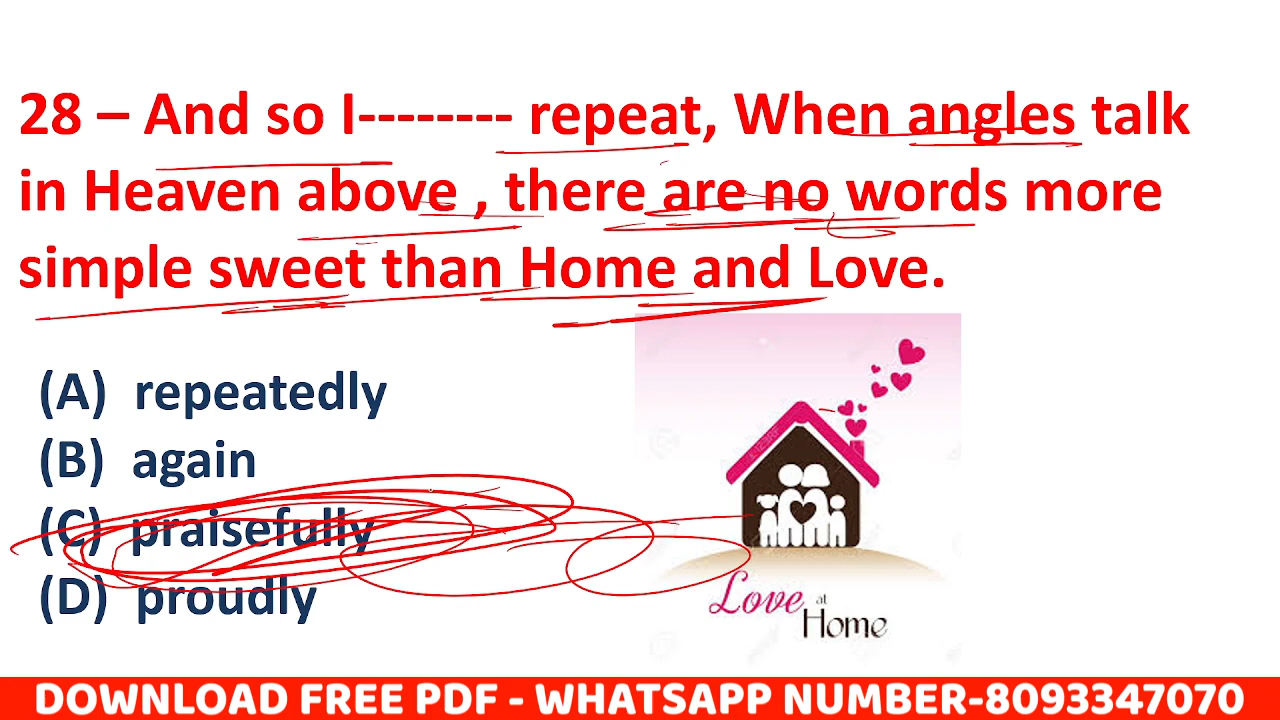 28 – And so I-------- repeat, When angles talk
in Heaven above , there are no words more
simple sweet than Home and Love.
(A) repeatedly
(B) again
(C) praisefully
(D) proudly
Love at
Home
DOWNLOAD FREE PDF - WHATSAPP NUMBER-8093347070